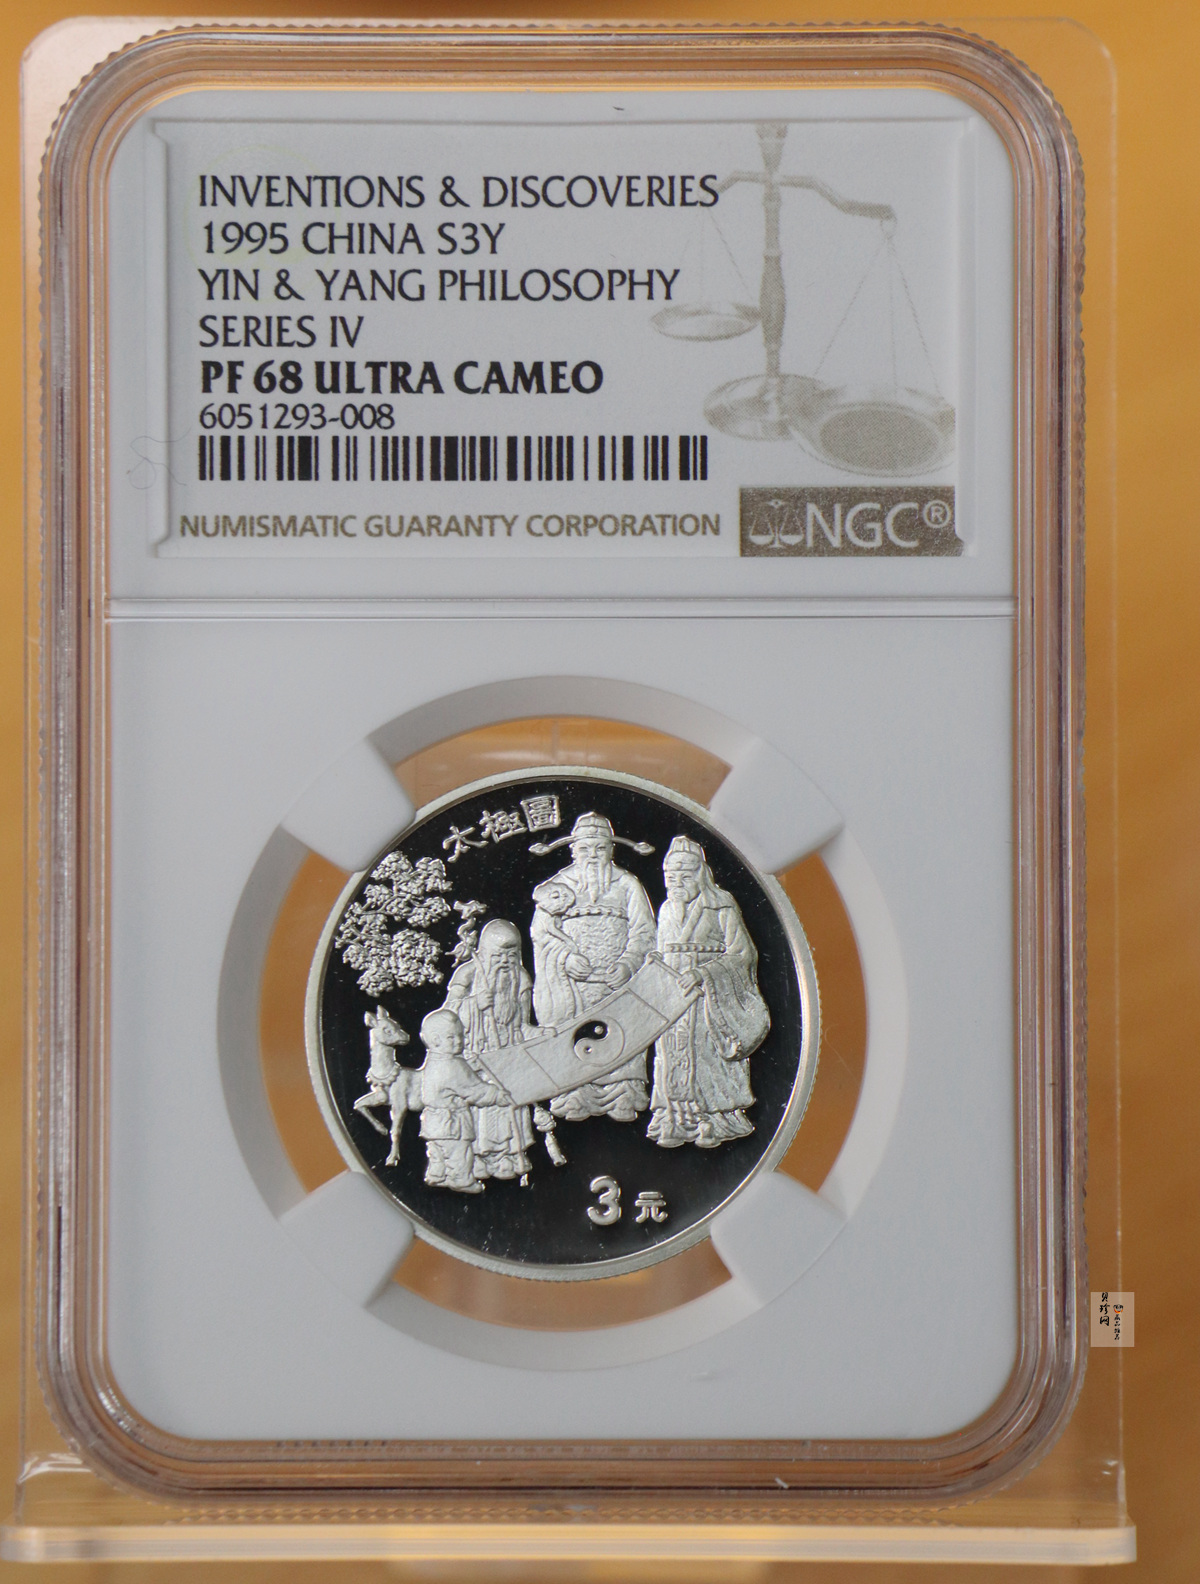 INVENTIONS & DISCOVERIES
1995 CHINA S3Y
YIN & YANG PHILOSOPHY
SERIES IV
PF 68 ULTRA CAMEO
6051293-008
NUMISMATIC GUARANTY CORPORATION
NGC®
太極圖
3元